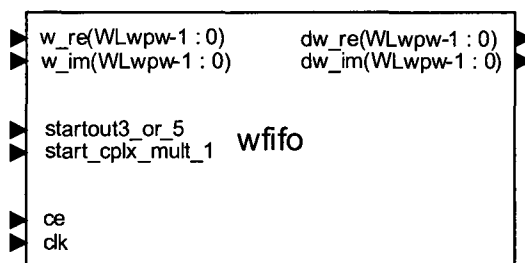 w_re(WLwpw-1 : 0) dw_re(WLwpw-1 : 0)
w_im(WLwpw-1 : 0) dw_im(WLwpw-1 : 0)
startout3_or_5
start_cplx_mult_1 wfifo
ce
clk